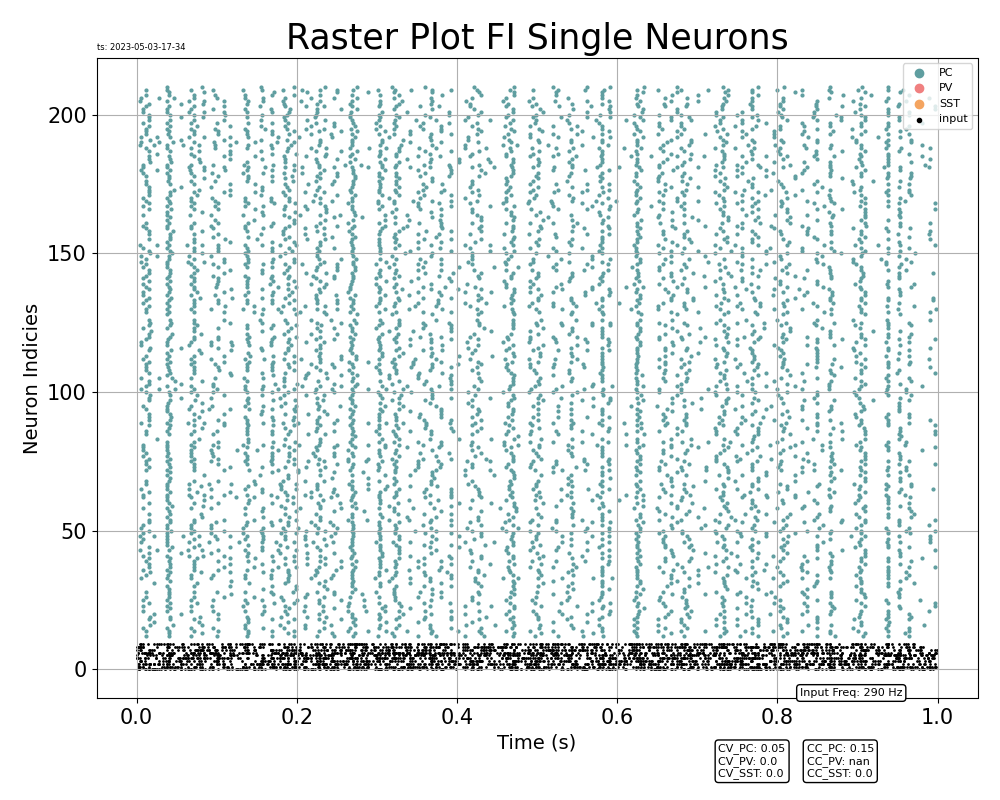 Raster Plot FI Single Neurons
ts: 2023-05-03-17-34
PC
PV
SST
input
200
150
100
50
0
Neuron Indicies
0.0 0.2 0.4 0.6 0.8 1.0
Time (s)
Input Freq: 290 Hz
CV_PC: 0.05
CV_PV: 0.0
CV_SST: 0.0
CC_PC: 0.15
CC_PV: nan
CC_SST: 0.0